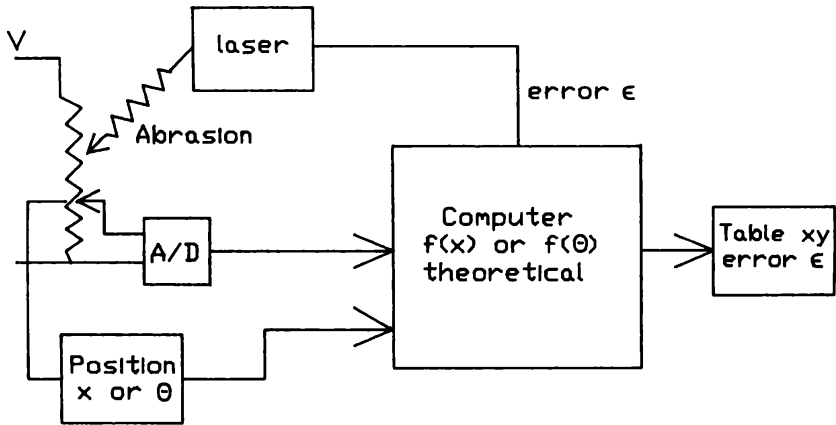 V
laser
error ϵ
Abrasion
Computer
f(x) or f(Θ)
theoretical
A/D
Table xy
error ϵ
Position
x or Θ